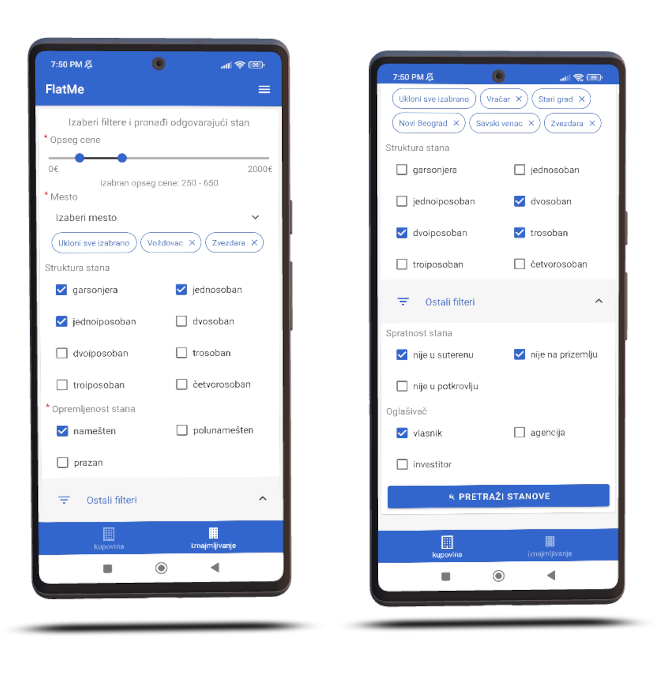 7:50 PM
FlatMe
Izaberi filtere i pronađi odgovarajući stan
* Opseg cene
0€ 2000€
izabran opseg cene: 250 - 650
* Mesto
Izaberi mesto
Ukloni sve izabrano Voždovac × Zvezdara ×
Struktura stana
garsonjera jednosoban
jednoiposoban dvosoban
dvoiposoban trosoban
troiposoban četvorosoban
* Opremljenost stana
namešten polunamešten
prazan
Ostali filteri
kupovina iznajmljivanje
7:50 PM
Ukloni sve izabrano Vračar × Stari grad ×
Novi Beograd × Savski venac × Zvezdara ×
Struktura stana
garsonjera jednosoban
jednoiposoban dvosoban
dvoiposoban trosoban
troiposoban četvorosoban
Ostali filteri
Spratnost stana
nije u suterenu nije na prizemlju
nije u potkrovlju
Oglašivač
vlasnik agencija
investitor
PRETRAŽI STANOVE
kupovina iznajmljivanje